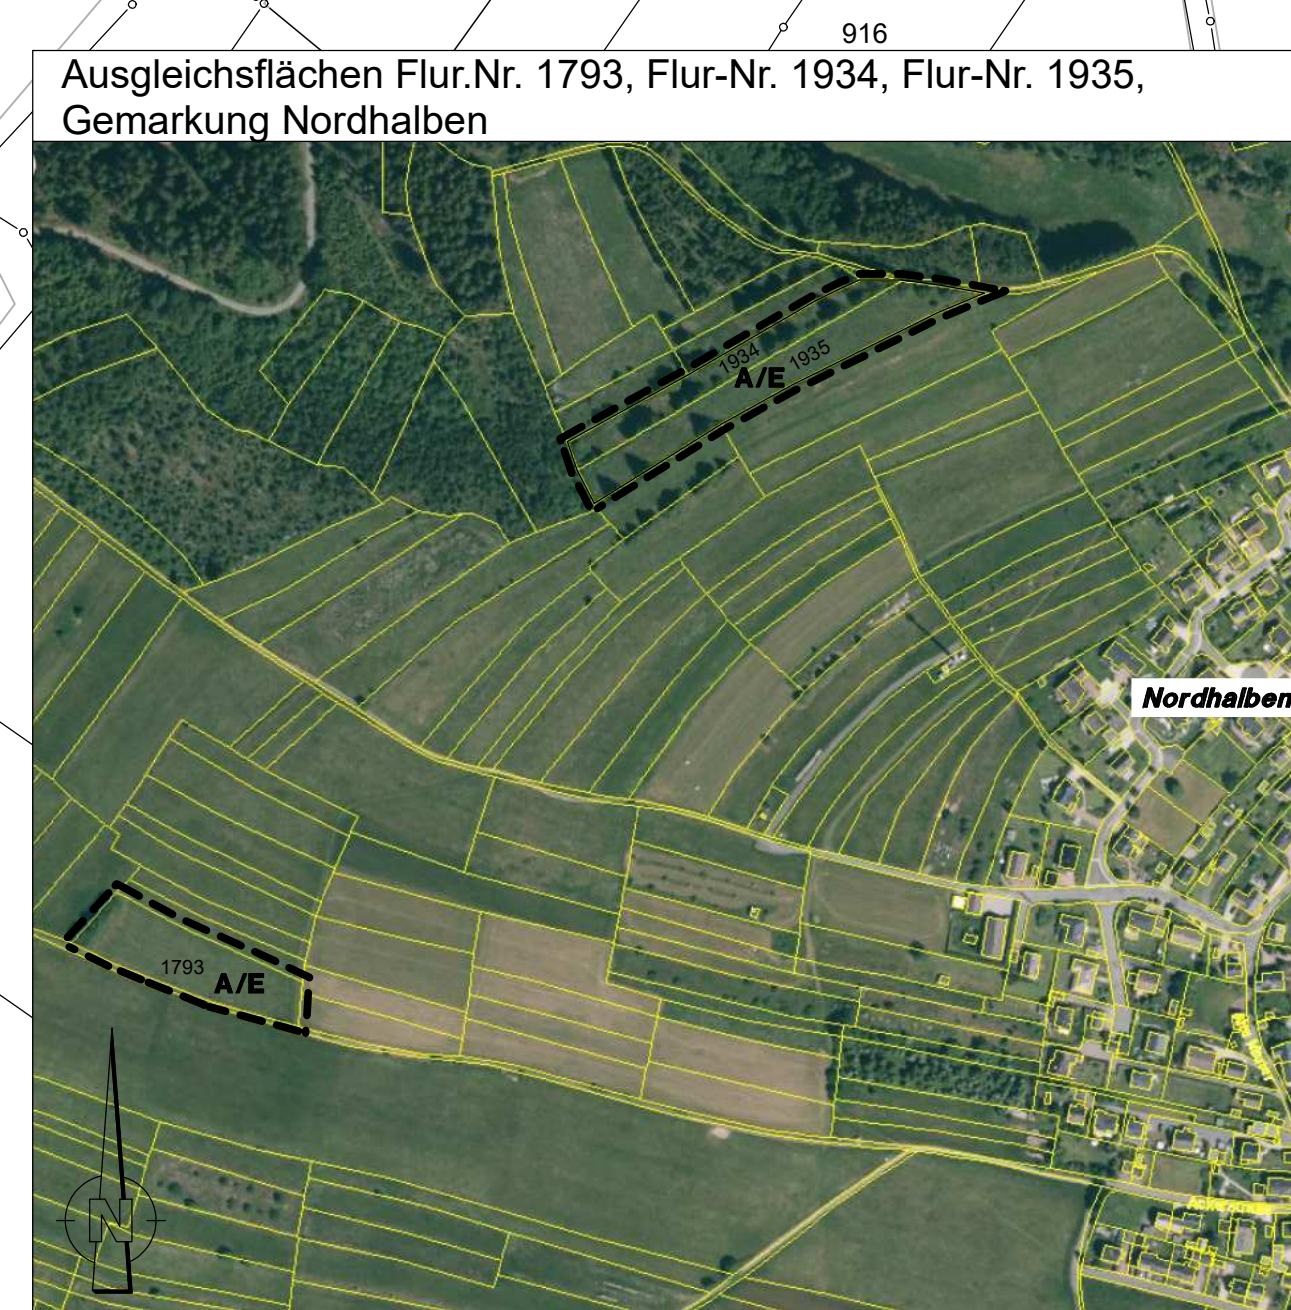 916
Ausgleichsflächen Flur.Nr. 1793, Flur-Nr. 1934, Flur-Nr. 1935,
Gemarkung Nordhalben
1934
1935
A/E
Nordhalben
1793
A/E
N